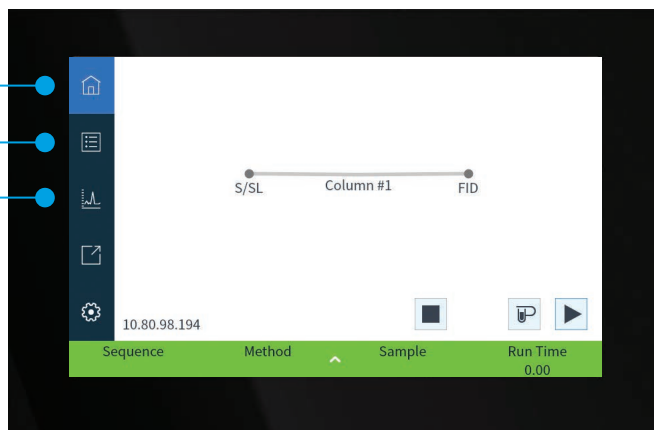 S/SL Column #1 FID
10.80.98.194
Sequence Method Sample Run Time
0.00